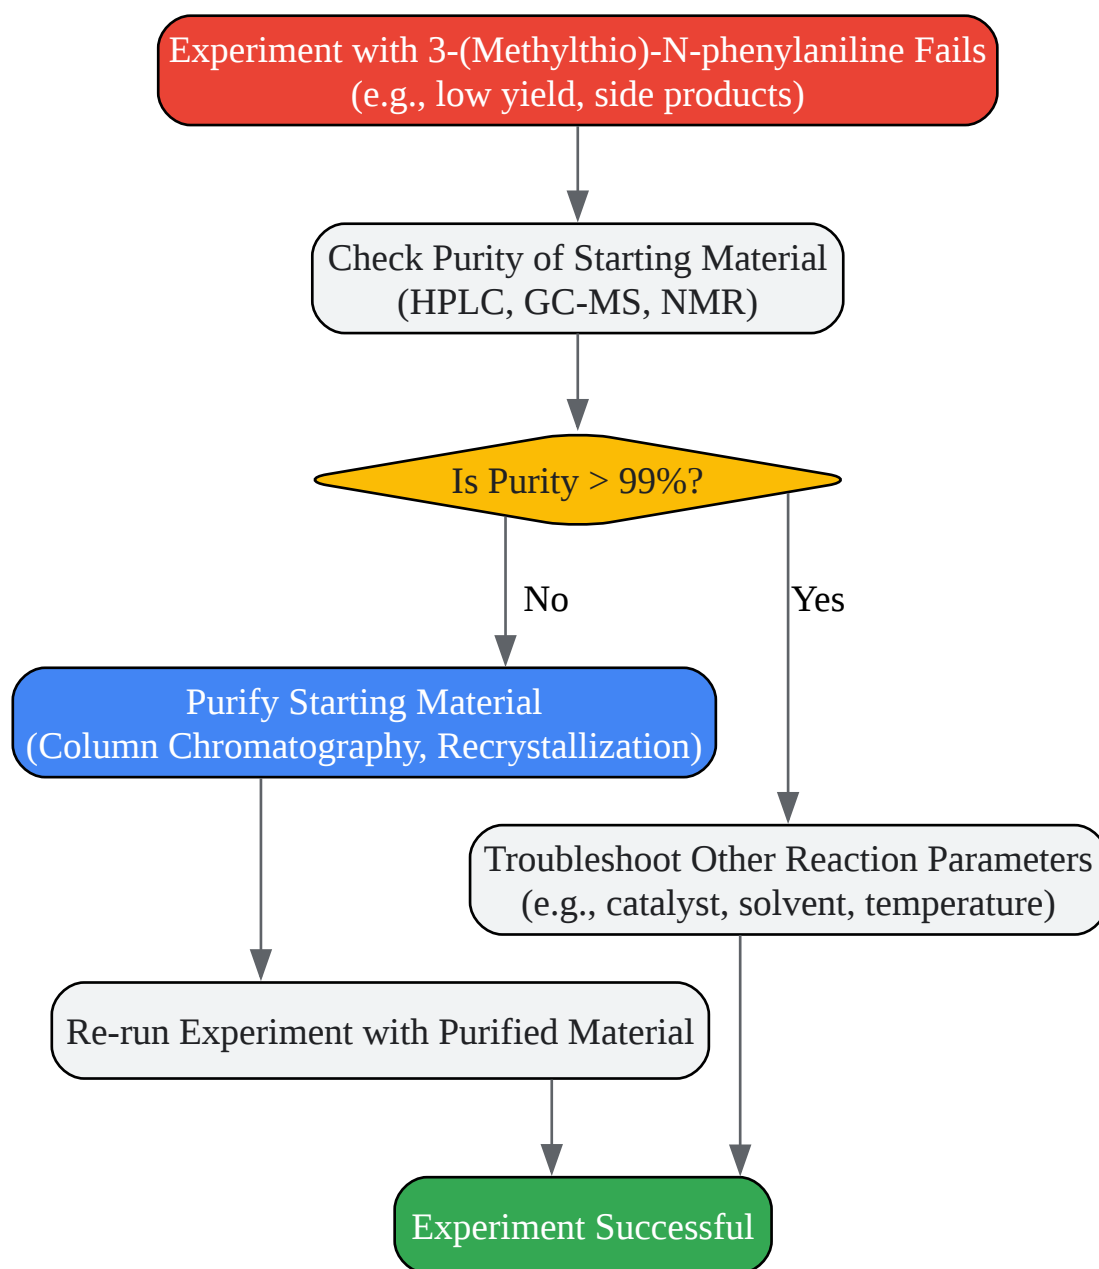 Experiment with 3-(Methylthio)-N-phenylaniline Fails
(e.g., low yield, side products)
Check Purity of Starting Material
(HPLC, GC-MS, NMR)
Is Purity > 99%?
No
Yes
Purify Starting Material
(Column Chromatography, Recrystallization)
Troubleshoot Other Reaction Parameters
(e.g., catalyst, solvent, temperature)
Re-run Experiment with Purified Material
Experiment Successful